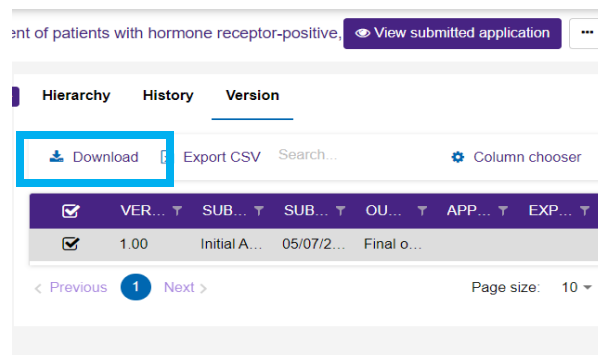 ent of patients with hormone receptor-positive, View submitted application ...
Hierarchy History Version
Download Export CSV Search... Column chooser
VER... SUB... SUB... OU... APP... EXP...
1.00 Initial A... 05/07/2... Final o...
< Previous 1 Next > Page size: 10